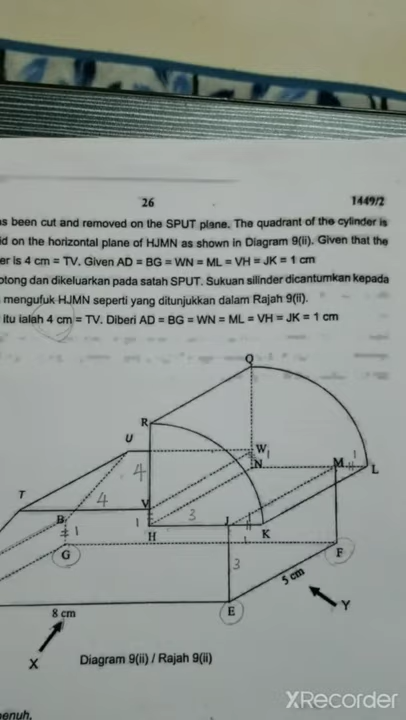 26 1449/2
as been cut and removed on the SPUT plane. The quadrant of the cylinder is
id on the horizontal plane of HJMN as shown in Diagram 9(ii). Given that the
er is 4 cm = TV. Given AD = BG = WN = ML = VH = JK = 1 cm
otong dan dikeluarkan pada satah SPUT. Sukuan silinder dicantumkan kepada
mengufuk HJMN seperti yang ditunjukkan dalam Rajah 9(ii).
itu ialah 4 cm = TV. Diberi AD = BG = WN = ML = VH = JK = 1 cm
Q
R
U 4 W 1 M 1 L
N
T 4 V
B 1 3 J 1 K
1 H 1
G 3 F
5 cm
8 cm E Y
X Diagram 9(ii) / Rajah 9(ii)
penuh.
XRecorder